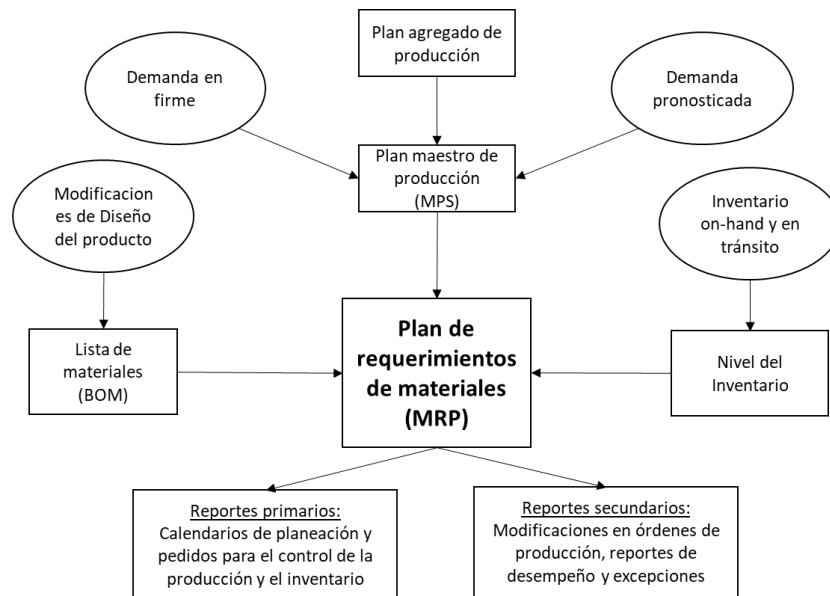 Plan agregado de
producción
Demanda en
firme
Demanda
pronosticada
Plan maestro de
producción
(MPS)
Modificacion
es de Diseño
del producto
Inventario
on-hand y en
tránsito
Lista de
materiales
(BOM)
Plan de
requerimientos
de materiales
(MRP)
Nivel del
Inventario
Reportes primarios:
Calendarios de planeación y
pedidos para el control de la
producción y el inventario
Reportes secundarios:
Modificaciones en órdenes de
producción, reportes de
desempeño y excepciones